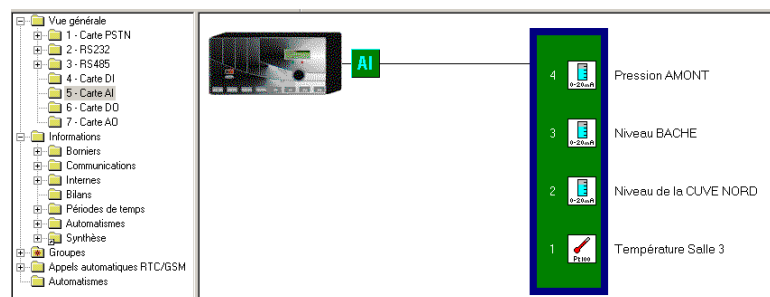 Vue générale
1 - Carte PSTN
2 - RS232
3 - RS485
4 - Carte DI
5 - Carte AI
6 - Carte DO
7 - Carte AO
Informations
Borniers
Communications
Internes
Bilans
Périodes de temps
Automatismes
Synthèse
Groupes
Appels automatiques RTC/GSM
Automatismes
AI
4 0-20mA Pression AMONT
3 0-20mA Niveau BACHE
2 0-20mA Niveau de la CUVE NORD
1 Pt100 Température Salle 3